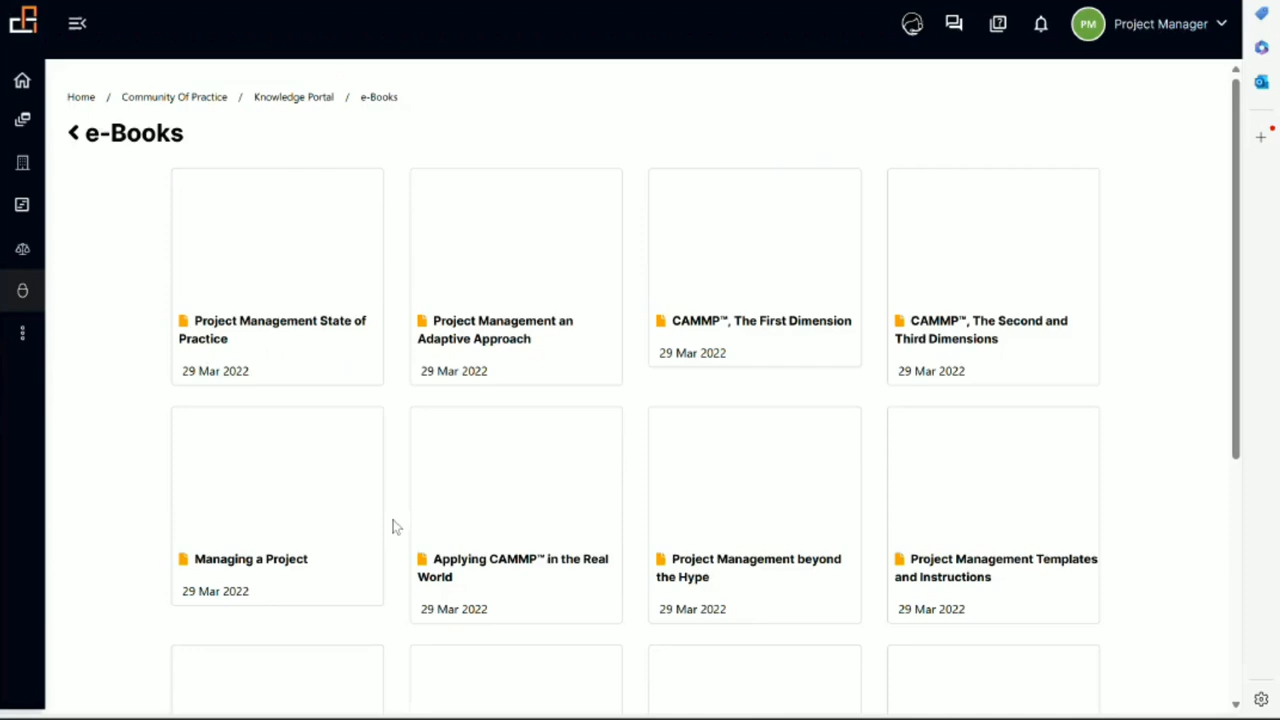 PM Project Manager
Home / Community Of Practice / Knowledge Portal / e-Books
e-Books
Project Management State of
Practice
29 Mar 2022
Project Management an
Adaptive Approach
29 Mar 2022
CAMMP™, The First Dimension
29 Mar 2022
CAMMP™, The Second and
Third Dimensions
29 Mar 2022
Managing a Project
29 Mar 2022
Applying CAMMP™ in the Real
World
29 Mar 2022
Project Management beyond
the Hype
29 Mar 2022
Project Management Templates
and Instructions
29 Mar 2022